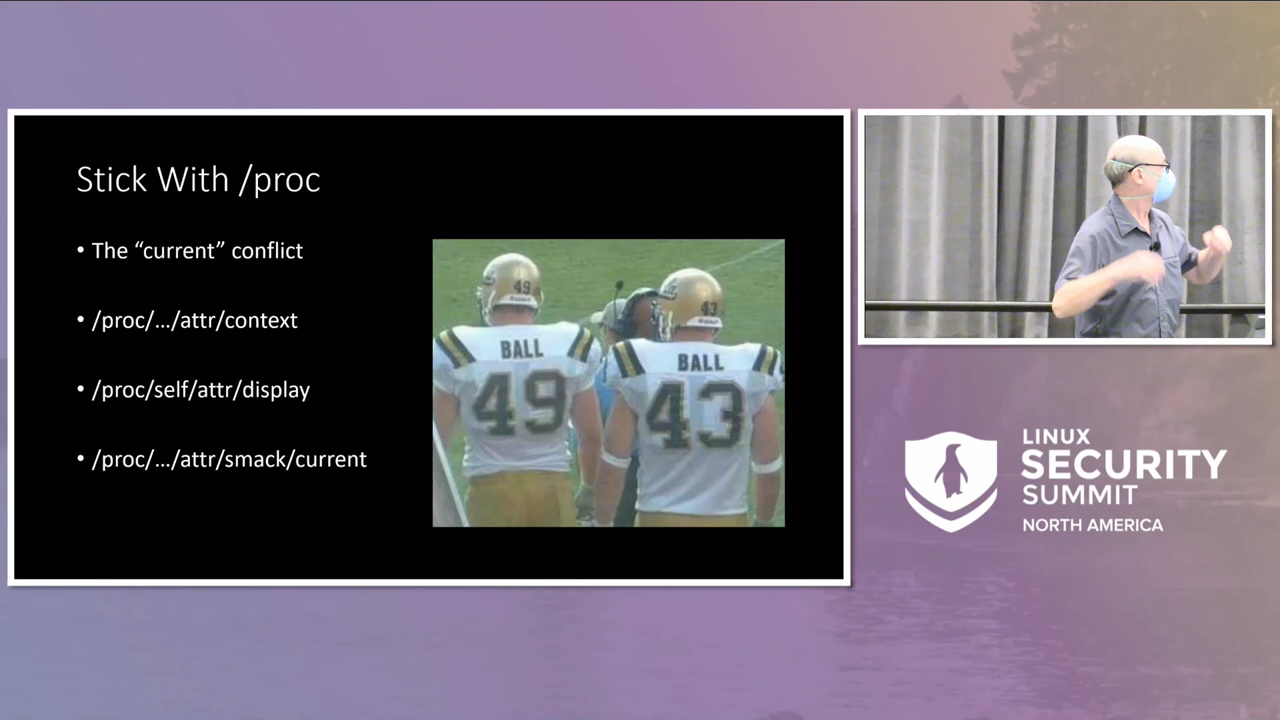 Stick With /proc
• The “current” conflict
• /proc/…/attr/context
• /proc/self/attr/display
• /proc/…/attr/smack/current
49
43
BALL
BALL
49
43
LINUX
SECURITY
SUMMIT
NORTH AMERICA